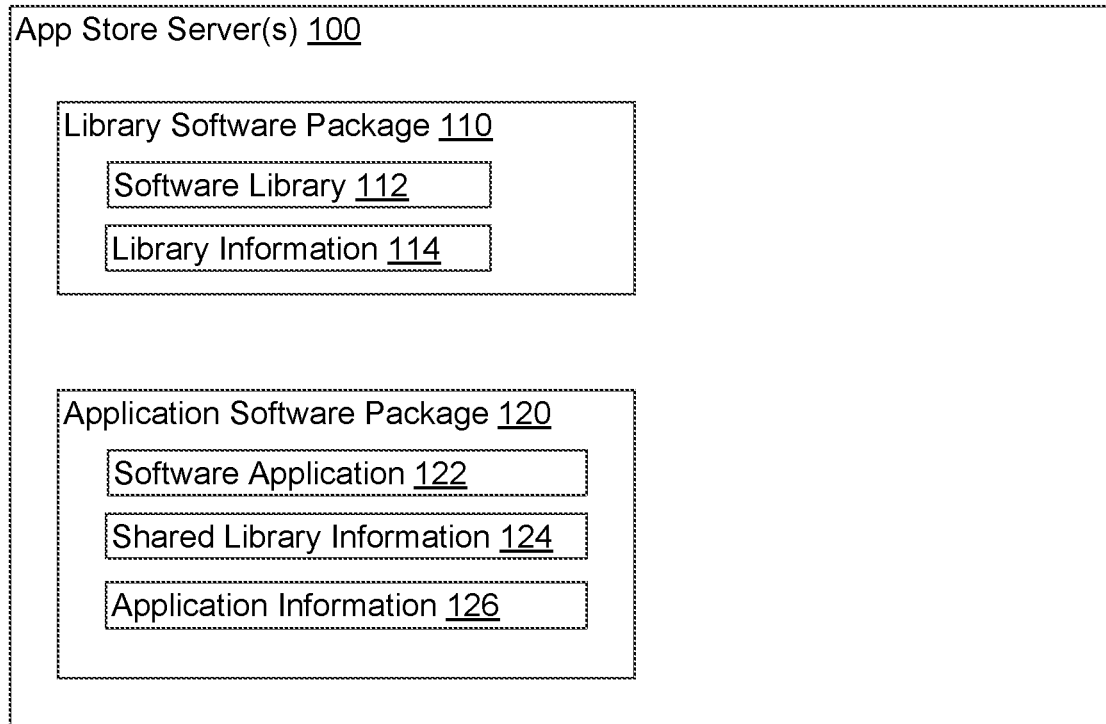 App Store Server(s) 100
Library Software Package 110
Software Library 112
Library Information 114
Application Software Package 120
Software Application 122
Shared Library Information 124
Application Information 126